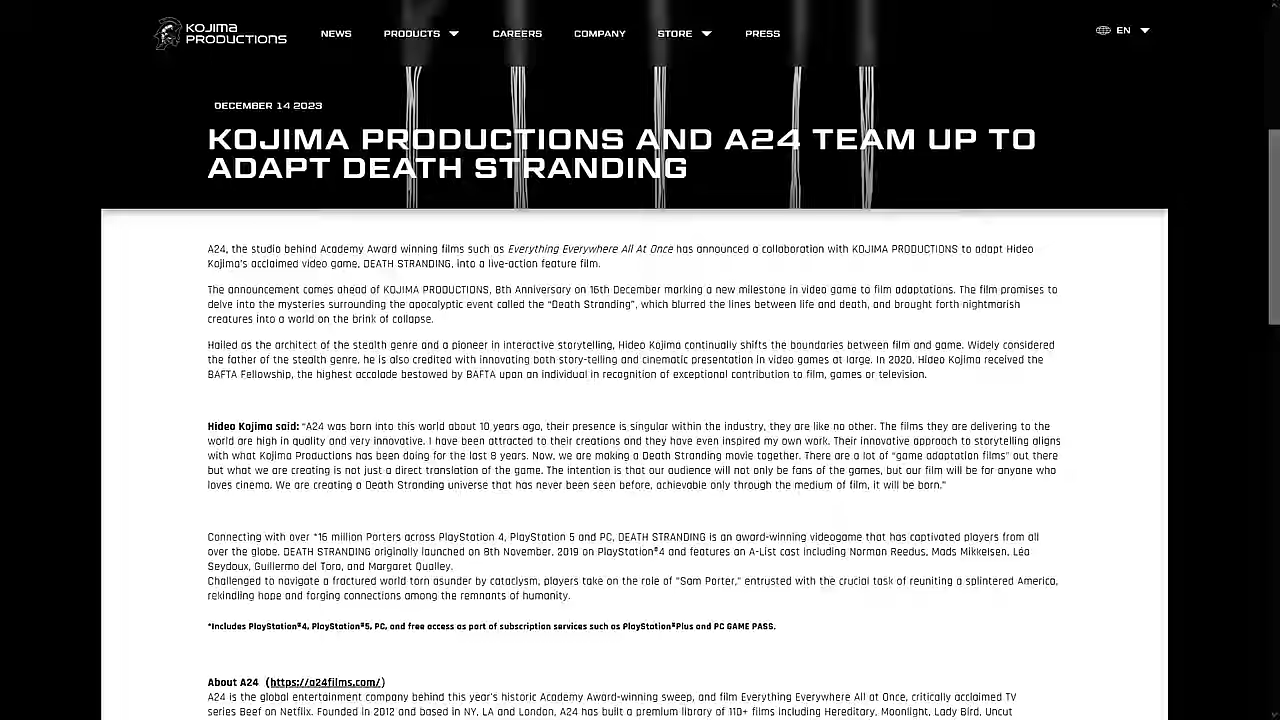 KOJIMA PRODUCTIONS
NEWS PRODUCTS CAREERS COMPANY STORE PRESS EN
DECEMBER 14 2023
KOJIMA PRODUCTIONS AND A24 TEAM UP TO
ADAPT DEATH STRANDING
A24, the studio behind Academy Award winning films such as Everything Everywhere All At Once has announced a collaboration with KOJIMA PRODUCTIONS to adapt Hideo
Kojima's acclaimed video game, DEATH STRANDING, into a live-action feature film.
The announcement comes ahead of KOJIMA PRODUCTIONS, 8th Anniversary on 16th December marking a new milestone in video game to film adaptations. The film promises to
delve into the mysteries surrounding the apocalyptic event called the "Death Stranding", which blurred the lines between life and death, and brought forth nightmarish
creatures into a world on the brink of collapse.
Hailed as the architect of the stealth genre and a pioneer in interactive storytelling, Hideo Kojima continually shifts the boundaries between film and game. Widely considered
the father of the stealth genre, he is also credited with innovating both story-telling and cinematic presentation in video games at large. In 2020, Hideo Kojima received the
BAFTA Fellowship, the highest accolade bestowed by BAFTA upon an individual in recognition of exceptional contribution to film, games or television.
Hideo Kojima said: "A24 was born into this world about 10 years ago, their presence is singular within the industry, they are like no other. The films they are delivering to the
world are high in quality and very innovative. I have been attracted to their creations and they have even inspired my own work. Their innovative approach to storytelling aligns
with what Kojima Productions has been doing for the last 8 years. Now, we are making a Death Stranding movie together. There are a lot of "game adaptation films" out there
but what we are creating is not just a direct translation of the game. The intention is that our audience will not only be fans of the games, but our film will be for anyone who
loves cinema. We are creating a Death Stranding universe that has never been seen before, achievable only through the medium of film, it will be born."
Connecting with over *16 million Porters across PlayStation 4, PlayStation 5 and PC, DEATH STRANDING is an award-winning videogame that has captivated players from all
over the globe. DEATH STRANDING originally launched on 8th November, 2019 on PlayStation®4 and features an A-List cast including Norman Reedus, Mads Mikkelsen, Léa
Seydoux, Guillermo del Toro, and Margaret Qualley.
Challenged to navigate a fractured world torn asunder by cataclysm, players take on the role of "Sam Porter," entrusted with the crucial task of reuniting a splintered America,
rekindling hope and forging connections among the remnants of humanity.
*Includes PlayStation®4, PlayStation®5, PC, and free access as part of subscription services such as PlayStation®Plus and PC GAME PASS.
About A24 (https://a24films.com/)
A24 is the global entertainment company behind this year's historic Academy Award-winning sweep, and film Everything Everywhere All at Once, critically acclaimed TV
series Beef on Netflix. Founded in 2012 and based in NY, LA and London, A24 has built a premium library of 110+ films including Hereditary, Moonlight, Lady Bird, Uncut